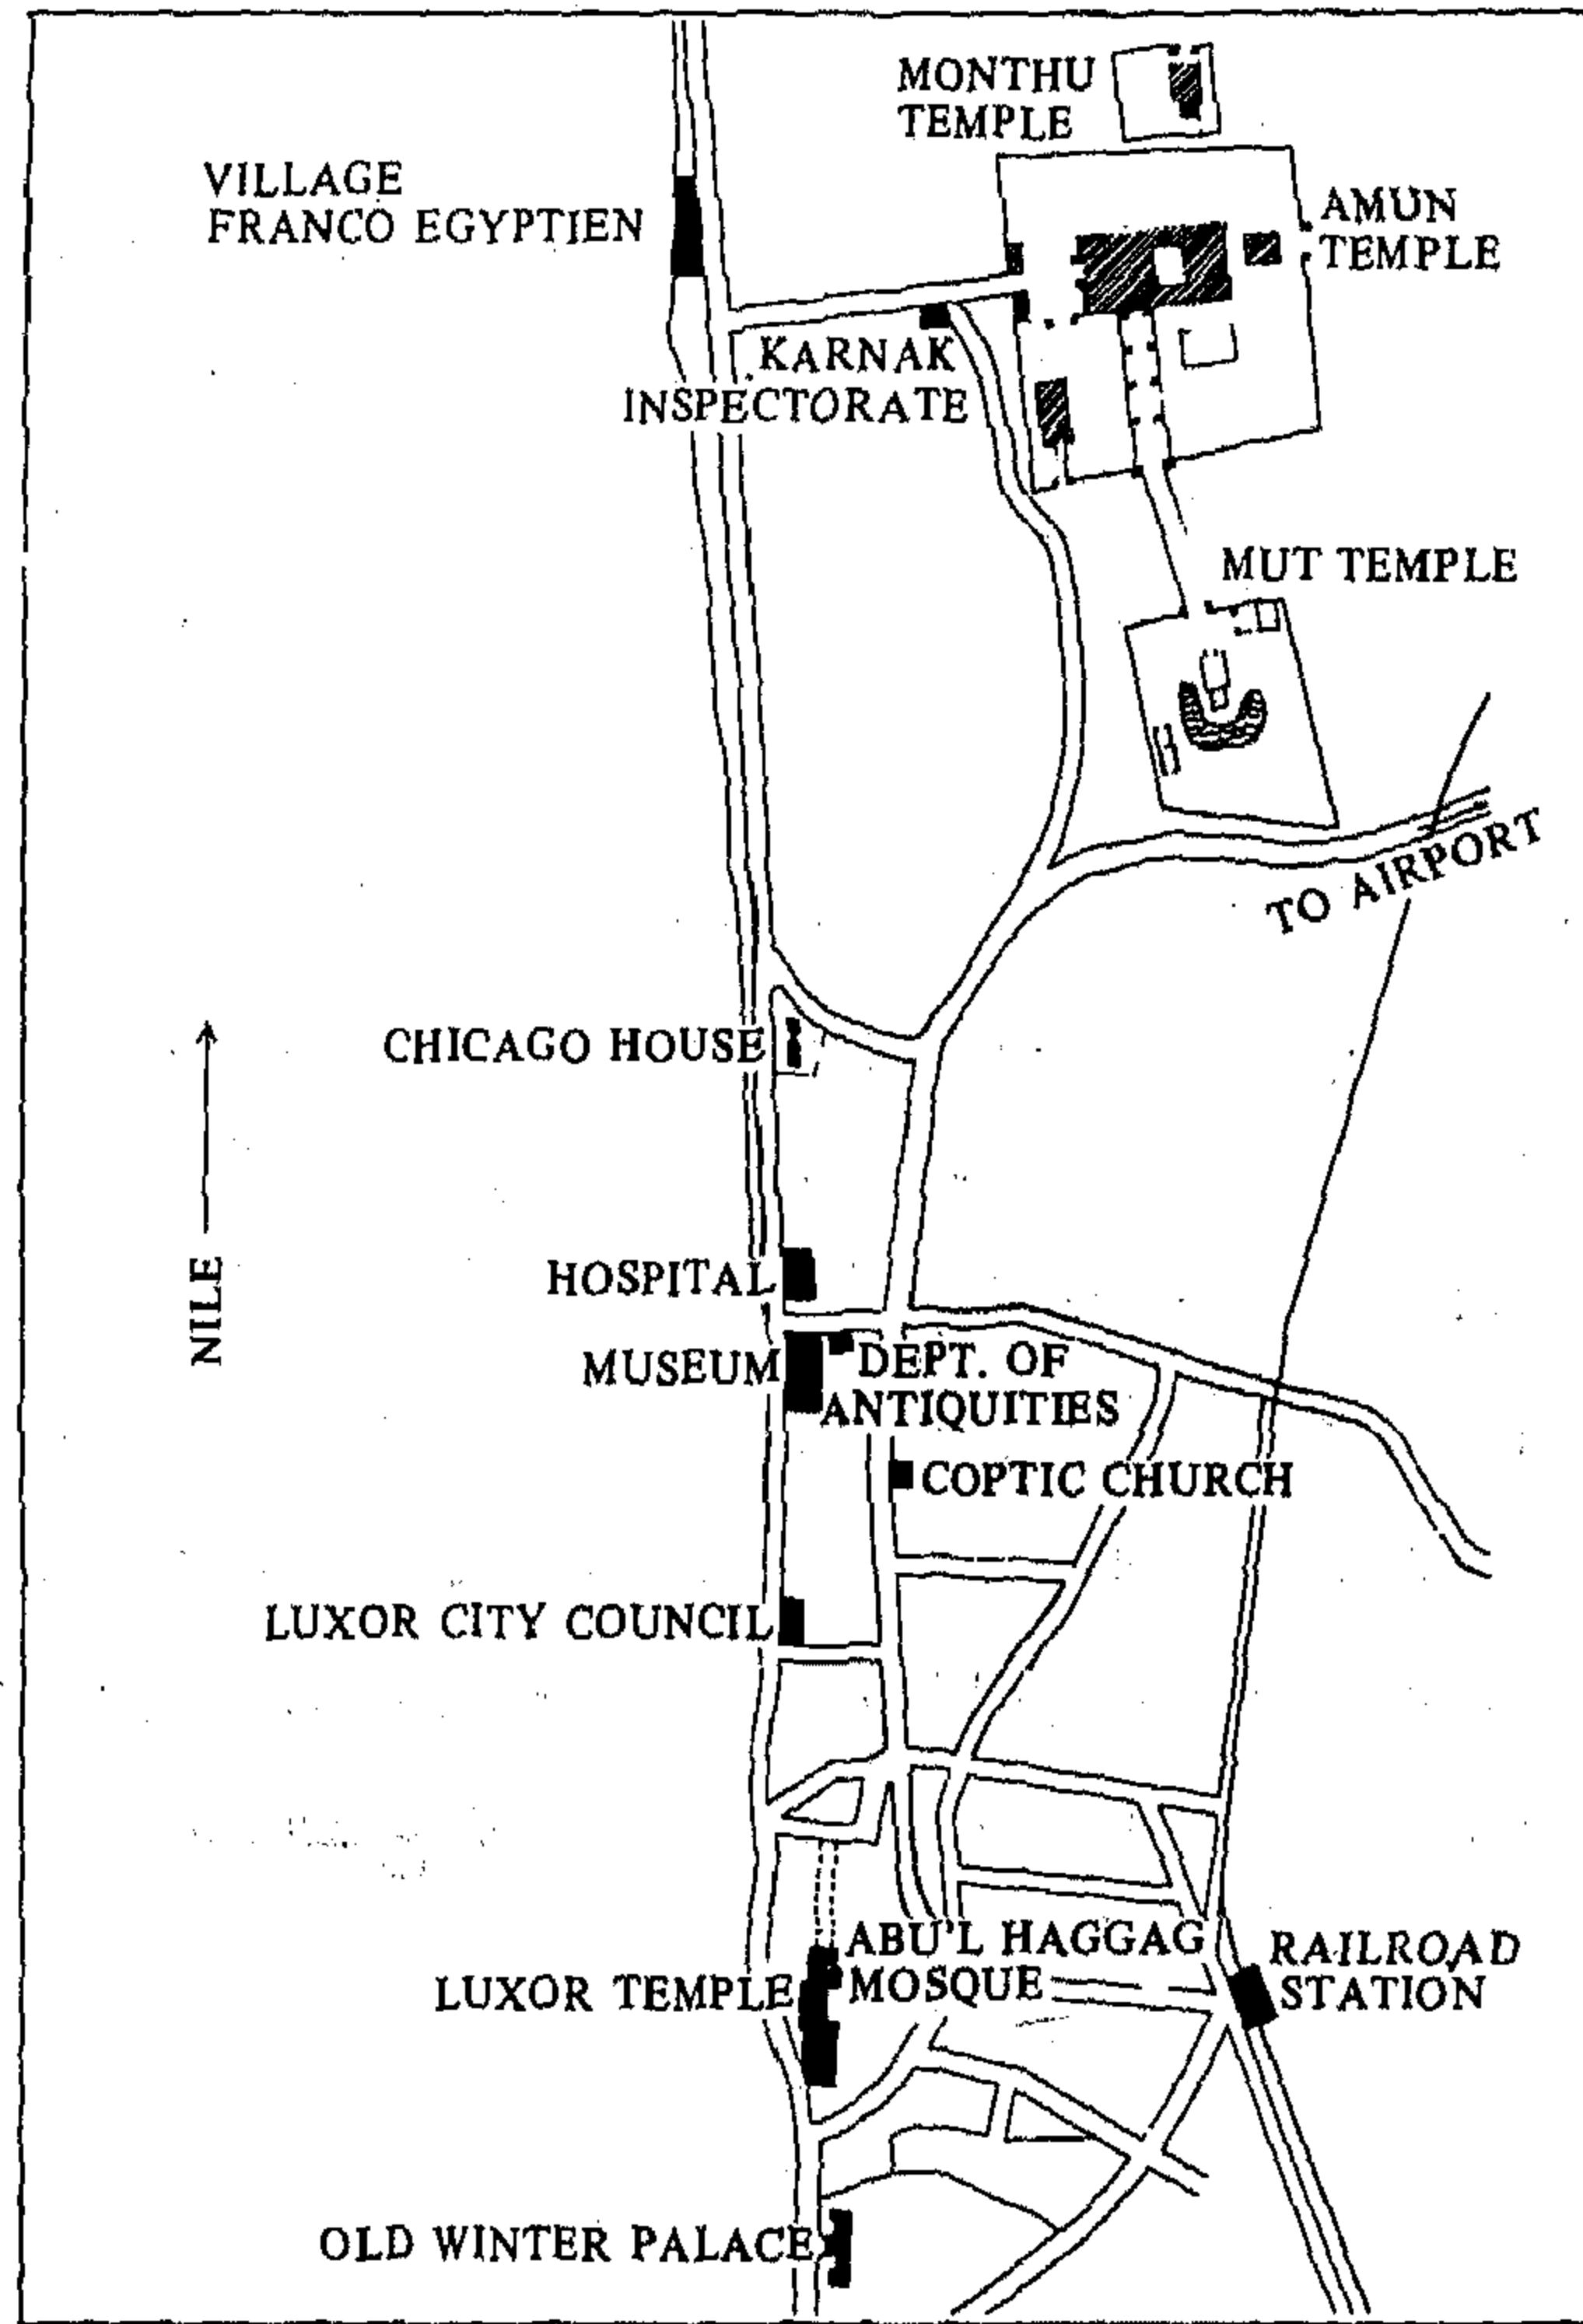 MONTHU
TEMPLE
VILLAGE
FRANCO EGYPTIEN
AMUN
TEMPLE
KARNAK
INSPECTORATE
MUT TEMPLE
TO AIRPORT
CHICAGO HOUSE
NILE
HOSPITAL
MUSEUM
DEPT. OF
ANTIQUITIES
COPTIC CHURCH
LUXOR CITY COUNCIL
ABU'L HAGGAG
MOSQUE
RAILROAD
STATION
LUXOR TEMPLE
OLD WINTER PALACE